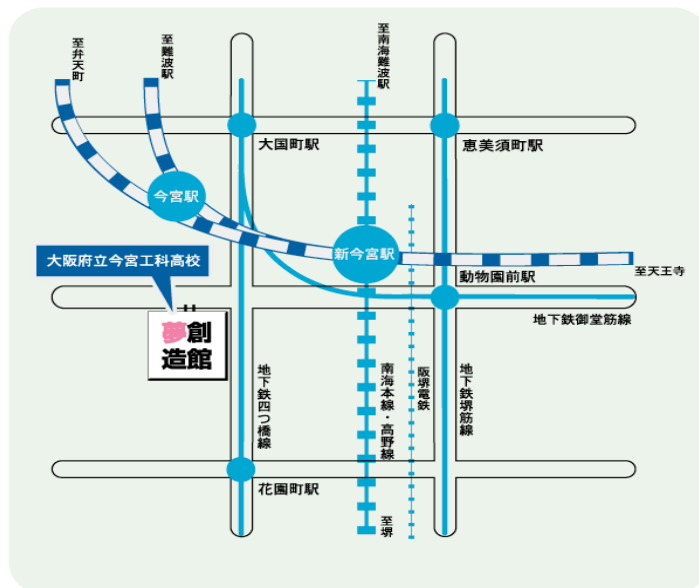 至弁天町
至難波駅
至南海難波駅
大国町駅
恵美須町駅
今宮駅
新今宮駅
大阪府立今宮工科高校
動物園前駅
至天王寺
地下鉄御堂筋線
夢創
造館
地下鉄四つ橋線
南海本線・高野線
阪堺電鉄
地下鉄堺筋線
花園町駅
至堺